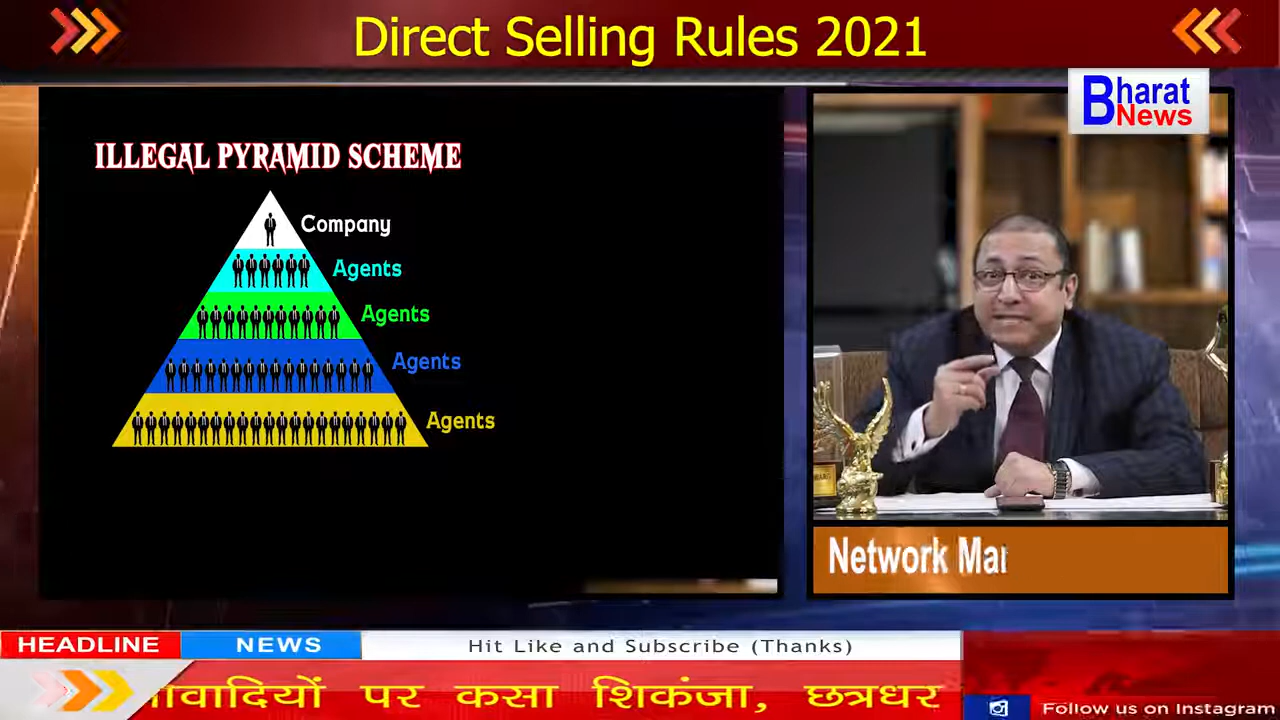 Direct Selling Rules 2021
Bharat
News
ILLEGAL PYRAMID SCHEME
Company
Agents
Agents
Agents
Agents
Network Mar
HEADLINE
NEWS
Hit Like and Subscribe (Thanks)
पर कसा शिकंजा, छत्रधर
Follow us on Instagram